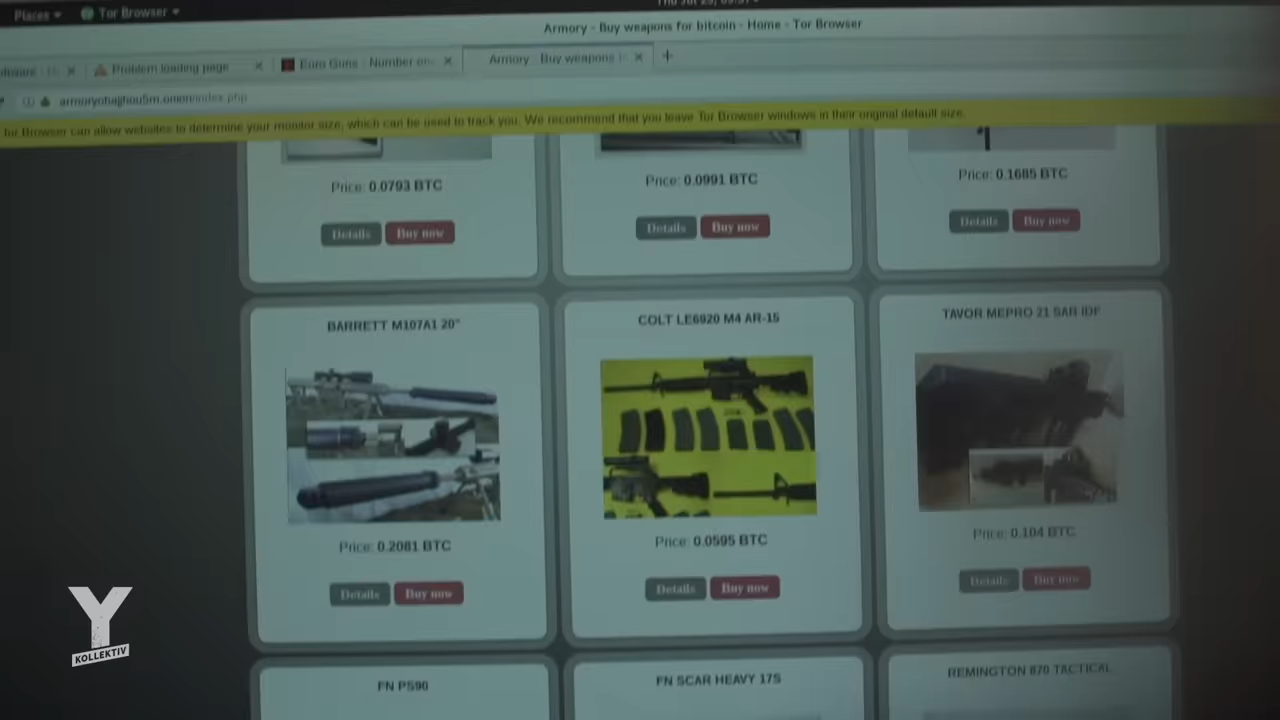 Places Tor Browser
Armory - Buy weapons for bitcoin - Home - Tor Browser
Problem loading page Euro Guns - Number on Armory - Buy weapons
Tor Browser can allow websites to determine your monitor size, which can be used to track you. We recommend that you leave Tor Browser windows in their original default size.
Price: 0.0793 BTC Price: 0.0991 BTC Price: 0.1685 BTC
Details Buy now Details Buy now Details Buy now
BARRETT M107A1 20" COLT LE6920 M4 AR-15 TAVOR MEPRO 21 SAR IDF
Price: 0.2081 BTC Price: 0.0595 BTC Price: 0.104 BTC
Details Buy now Details Buy now Details Buy now
FN PS90 FN SCAR HEAVY 17S REMINGTON 870 TACTICAL
Y
KOLLEKTIV